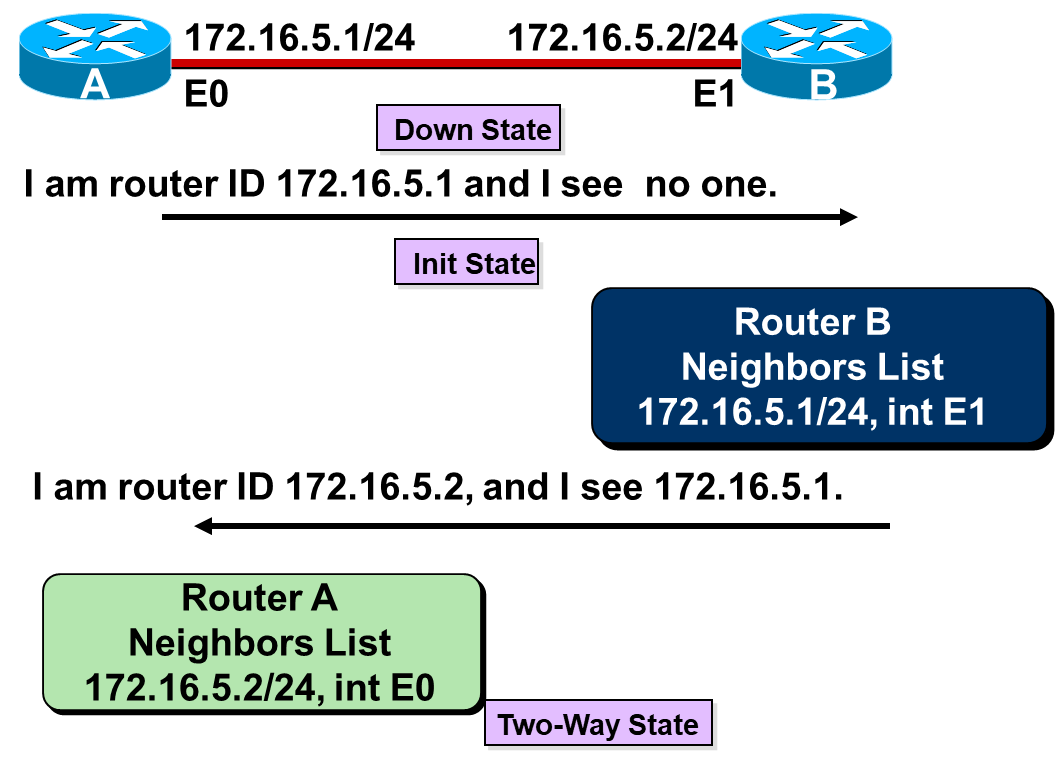 172.16.5.1/24 172.16.5.2/24
A B
E0 E1
Down State
I am router ID 172.16.5.1 and I see  no one.
Init State
Router B
Neighbors List
172.16.5.1/24, int E1
I am router ID 172.16.5.2, and I see 172.16.5.1.
Router A
Neighbors List
172.16.5.2/24, int E0
Two-Way State